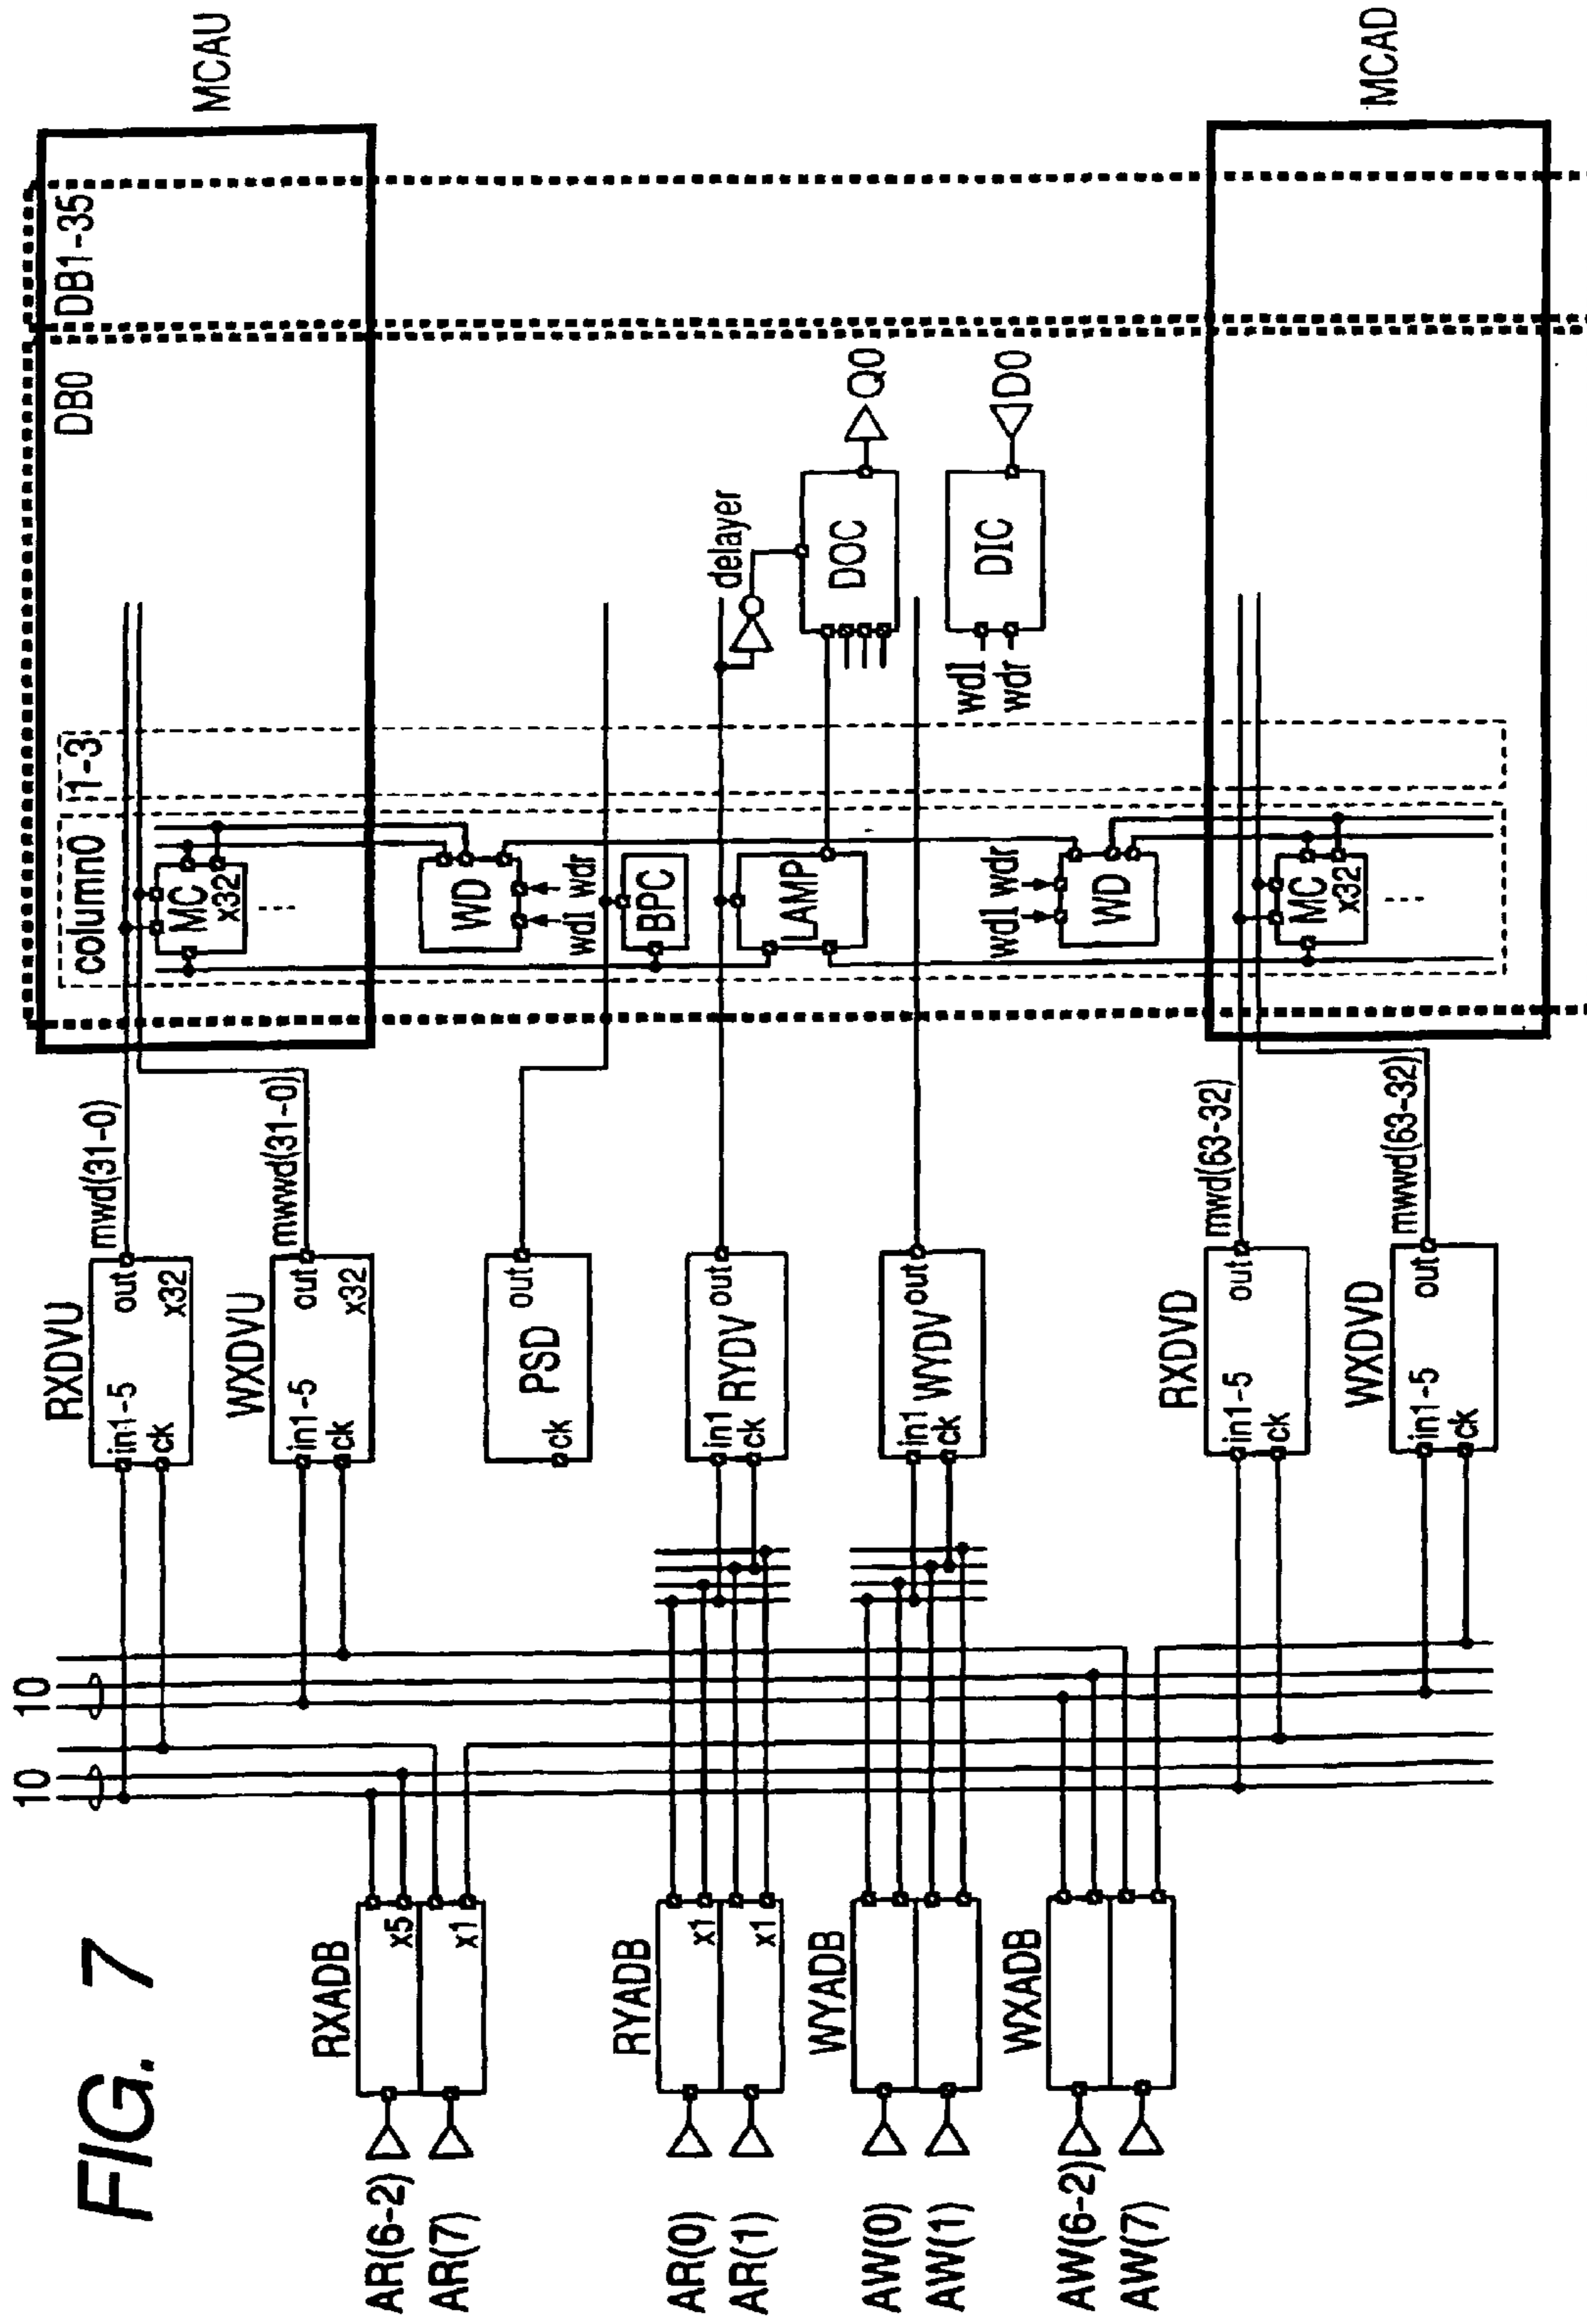 FIG. 7
AR(6-2)
AR(7)
AR(0)
AR(1)
AW(0)
AW(1)
AW(6-2)
AW(7)
RXADB
x5
x1
RYADB
x1
x1
WYADB
WXADB
10
10
RXDVU
in1-5
out
ck
x32
mwd(31-0)
WXDVU
in1-5
out
ck
x32
mwwd(31-0)
PSD
out
ck
in1
RYDV
out
ck
in1
WYDV
out
ck
RXDVD
out
in1-5
ck
mwd(63-32)
WXDVD
out
in1-5
ck
mwwd(63-32)
column0
1-3
DB0
DB1-35
MCAU
MC
x32
WD
wdl wdr
BPC
LAMP
wdl wdr
WD
MC
x32
delayer
DOC
Q0
wdl
wdr
DIC
D0
MCAD